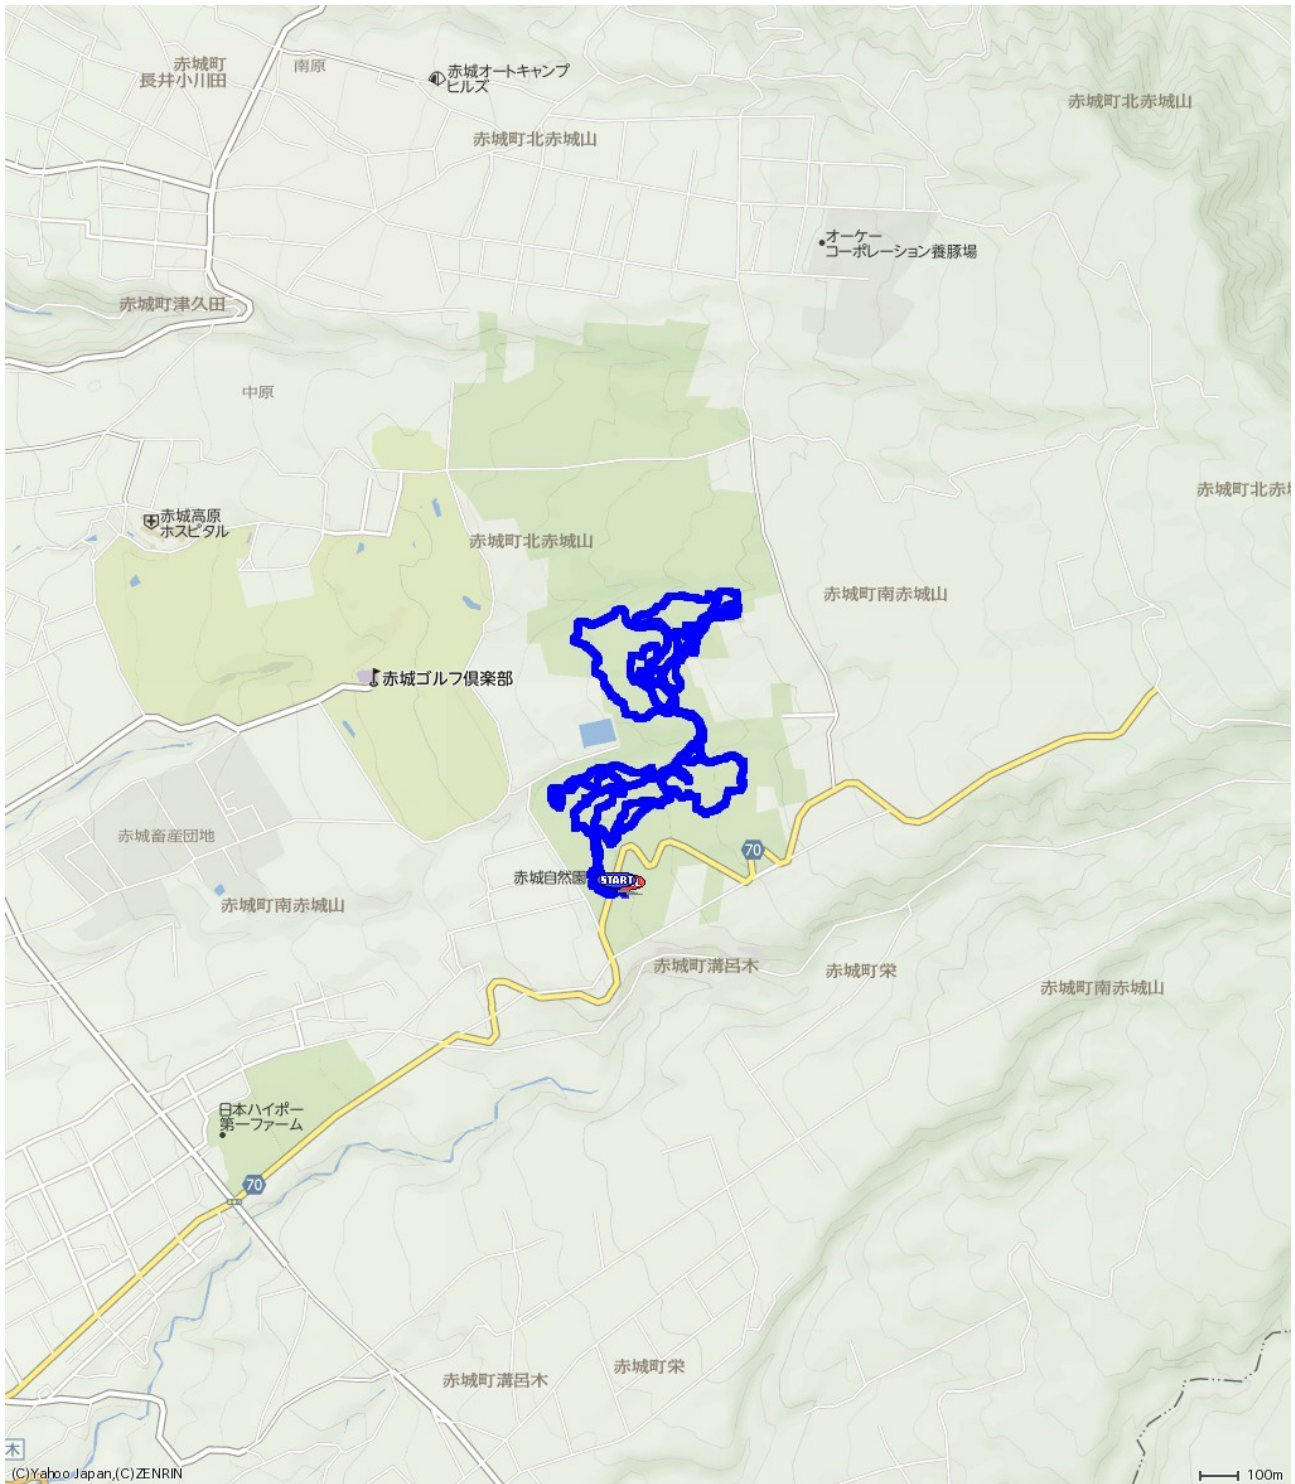 赤城町
長井小川田
南原
赤城オートキャンプ
ヒルズ
赤城町北赤城山
赤城町北赤城山
オーケー
コーポレーション養豚場
赤城町津久田
中原
赤城町北赤城
赤城高原
ホスピタル
赤城町北赤城山
赤城町南赤城山
赤城ゴルフ倶楽部
赤城畜産団地
70
赤城自然園
START
赤城町南赤城山
赤城町溝呂木
赤城町栄
赤城町南赤城山
日本ハイポー
第一ファーム
70
赤城町栄
赤城町溝呂木
木
(C)Yahoo Japan,(C)ZENRIN
100m